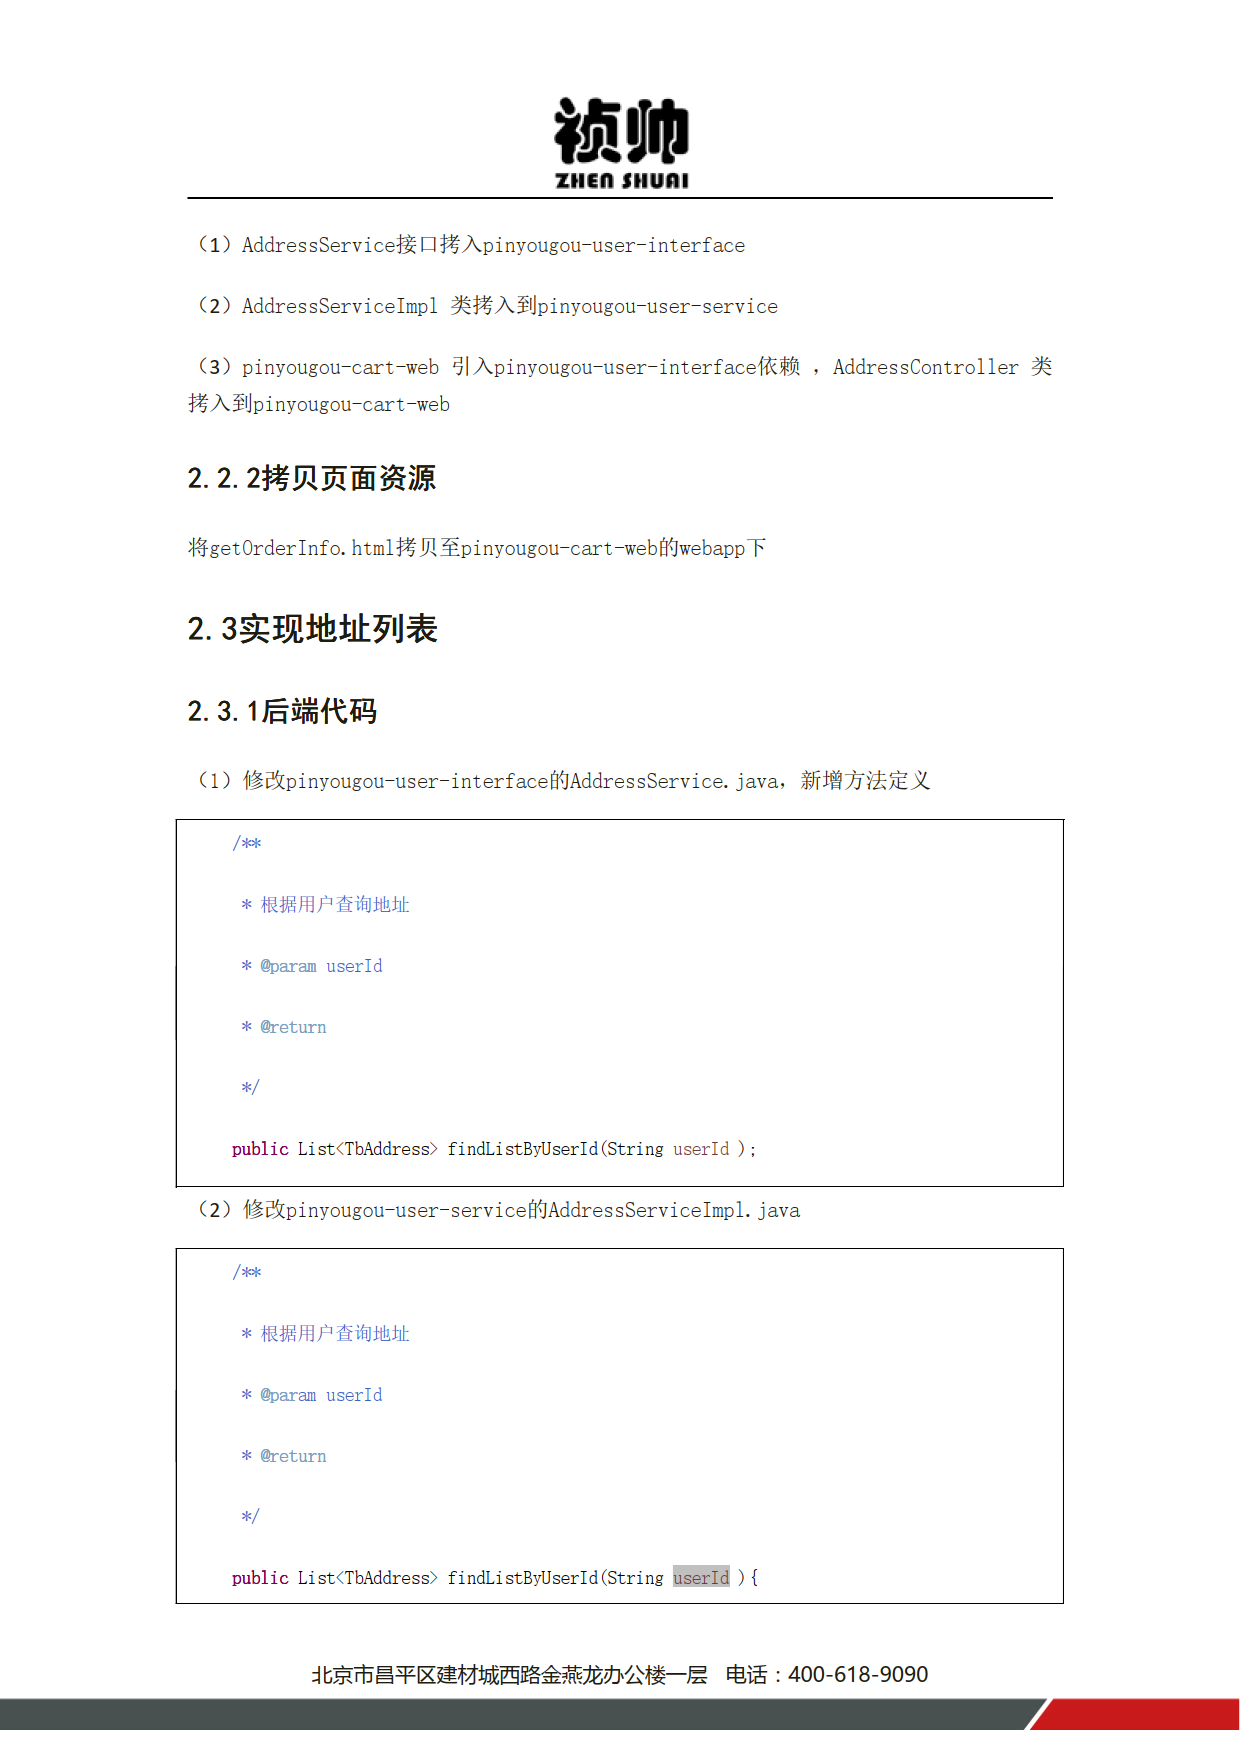 祯帅
ZHEN SHUAI
（1）AddressService接口拷入pinyougou-user-interface
（2）AddressServiceImpl 类拷入到pinyougou-user-service
（3）pinyougou-cart-web 引入pinyougou-user-interface依赖 ，AddressController 类
拷入到pinyougou-cart-web
2.2.2拷贝页面资源
将getOrderInfo.html拷贝至pinyougou-cart-web的webapp下
2.3实现地址列表
2.3.1后端代码
（1）修改pinyougou-user-interface的AddressService.java，新增方法定义
/**
* 根据用户查询地址
* @param userId
* @return
*/
public List<TbAddress> findListByUserId(String userId );
（2）修改pinyougou-user-service的AddressServiceImpl.java
/**
* 根据用户查询地址
* @param userId
* @return
*/
public List<TbAddress> findListByUserId(String userId ){
北京市昌平区建材城西路金燕龙办公楼一层 电话：400-618-9090